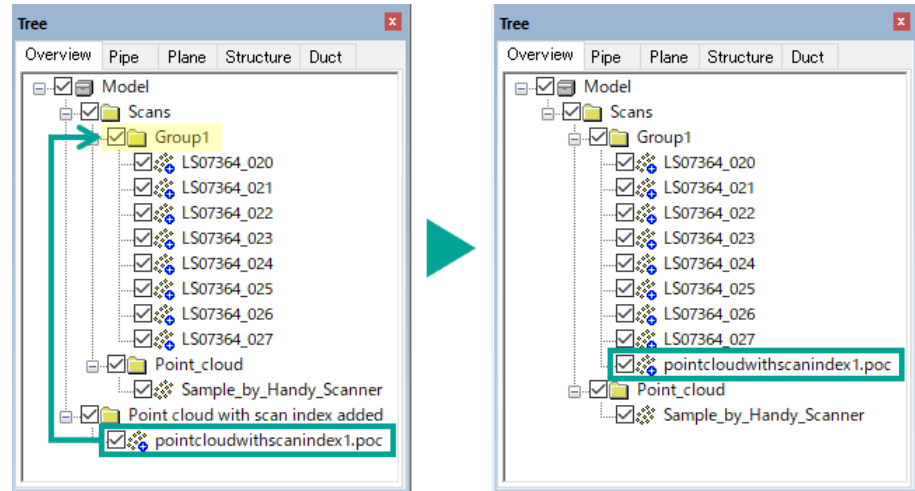 Tree
Overview Pipe Plane Structure Duct
Model
Scans
Group1
LS07364_020
LS07364_021
LS07364_022
LS07364_023
LS07364_024
LS07364_025
LS07364_026
LS07364_027
Point_cloud
Sample_by_Handy_Scanner
Point cloud with scan index added
pointcloudwithscanindex1.poc
Tree
Overview Pipe Plane Structure Duct
Model
Scans
Group1
LS07364_020
LS07364_021
LS07364_022
LS07364_023
LS07364_024
LS07364_025
LS07364_026
LS07364_027
pointcloudwithscanindex1.poc
Point_cloud
Sample_by_Handy_Scanner